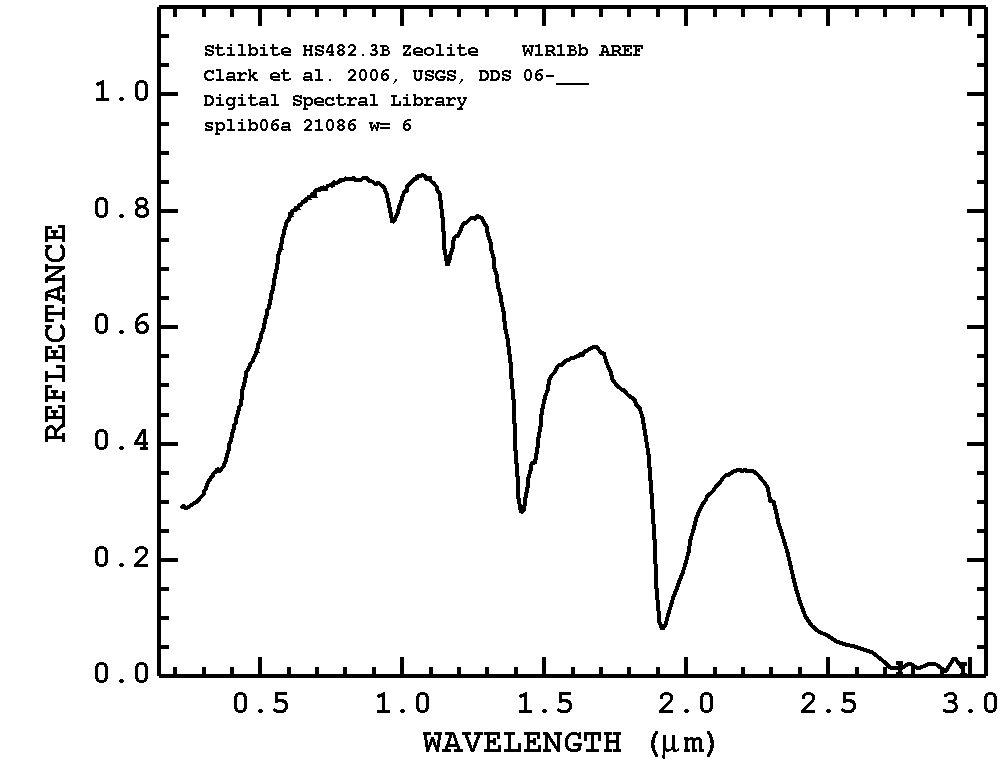 Stilbite HS482.3B Zeolite W1R1Bb AREF
Clark et al. 2006, USGS, DDS 06-___
Digital Spectral Library
splib06a 21086 w= 6
1.0
0.8
0.6
0.4
0.2
0.0
REFLECTANCE
0.5 1.0 1.5 2.0 2.5 3.0
WAVELENGTH (μm)